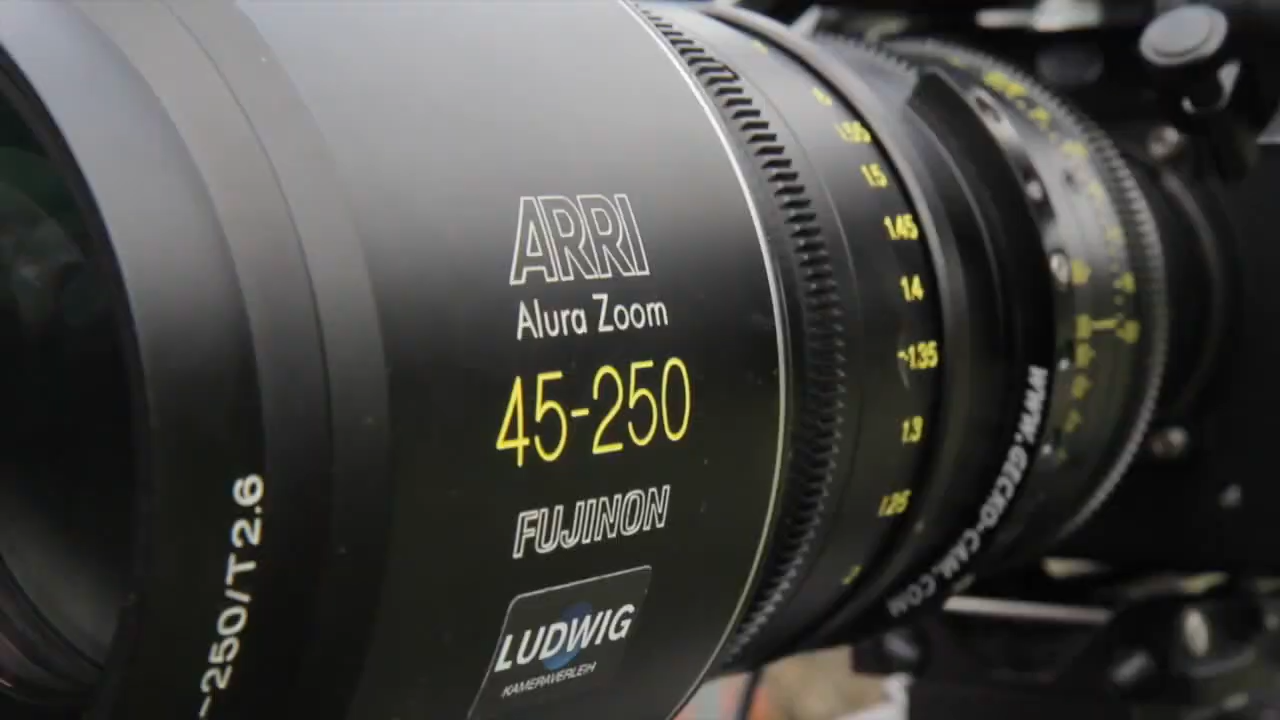 ARRI
Alura Zoom
45-250
FUJINON
LUDWIG
KAMERAVERLEIH
-250/T2.6
1.55
1.5
1.45
1.4
1.35
1.3
1.25
WWW.GECKO-CAM.COM